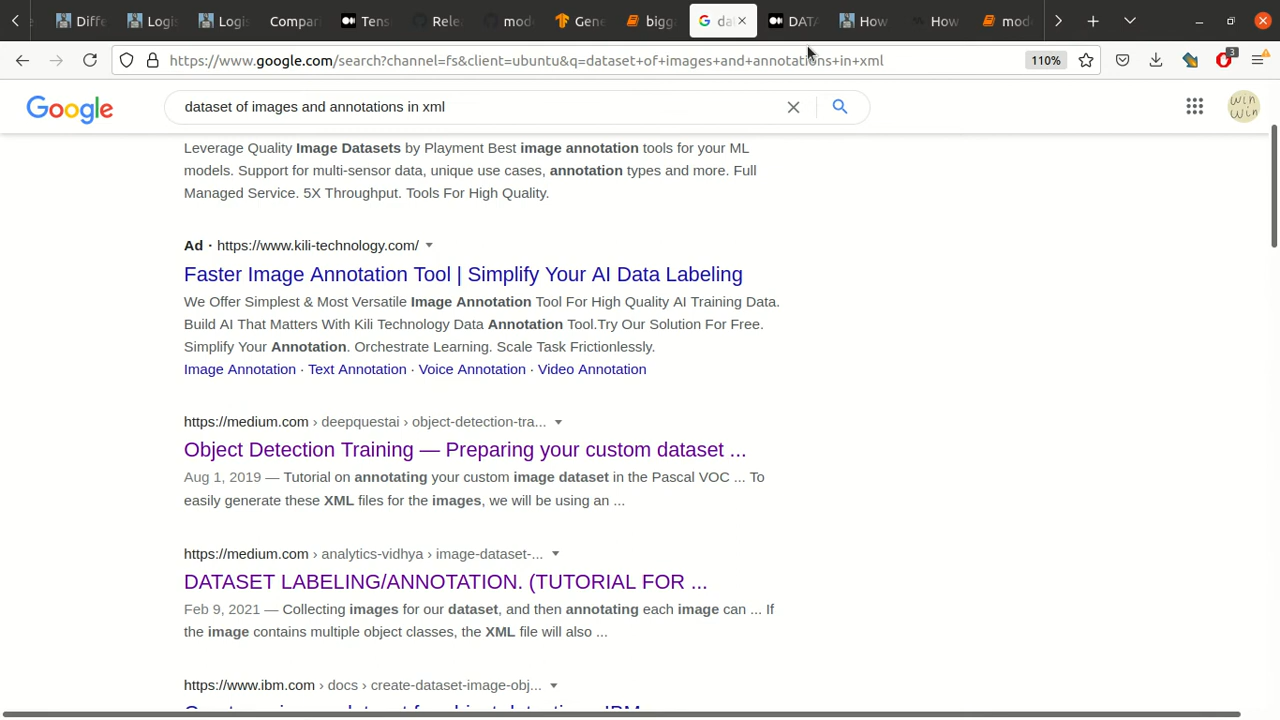 Diffe
Logis
Logis
Compari
Tens
Rele
mode
Gene
bigg
da
DATA
How
How
mod
https://www.google.com/search?channel=fs&client=ubuntu&q=dataset+of+images+and+annotations+in+xml
110%
3
Google
dataset of images and annotations in xml
win
win
Leverage Quality Image Datasets by Playment Best image annotation tools for your ML
models. Support for multi-sensor data, unique use cases, annotation types and more. Full
Managed Service. 5X Throughput. Tools For High Quality.
Ad · https://www.kili-technology.com/
Faster Image Annotation Tool | Simplify Your AI Data Labeling
We Offer Simplest & Most Versatile Image Annotation Tool For High Quality AI Training Data.
Build AI That Matters With Kili Technology Data Annotation Tool.Try Our Solution For Free.
Simplify Your Annotation. Orchestrate Learning. Scale Task Frictionlessly.
Image Annotation · Text Annotation · Voice Annotation · Video Annotation
https://medium.com › deepquestai › object-detection-tra...
Object Detection Training — Preparing your custom dataset ...
Aug 1, 2019 — Tutorial on annotating your custom image dataset in the Pascal VOC ... To
easily generate these XML files for the images, we will be using an ...
https://medium.com › analytics-vidhya › image-dataset-...
DATASET LABELING/ANNOTATION. (TUTORIAL FOR ...
Feb 9, 2021 — Collecting images for our dataset, and then annotating each image can ... If
the image contains multiple object classes, the XML file will also ...
https://www.ibm.com › docs › create-dataset-image-obj...